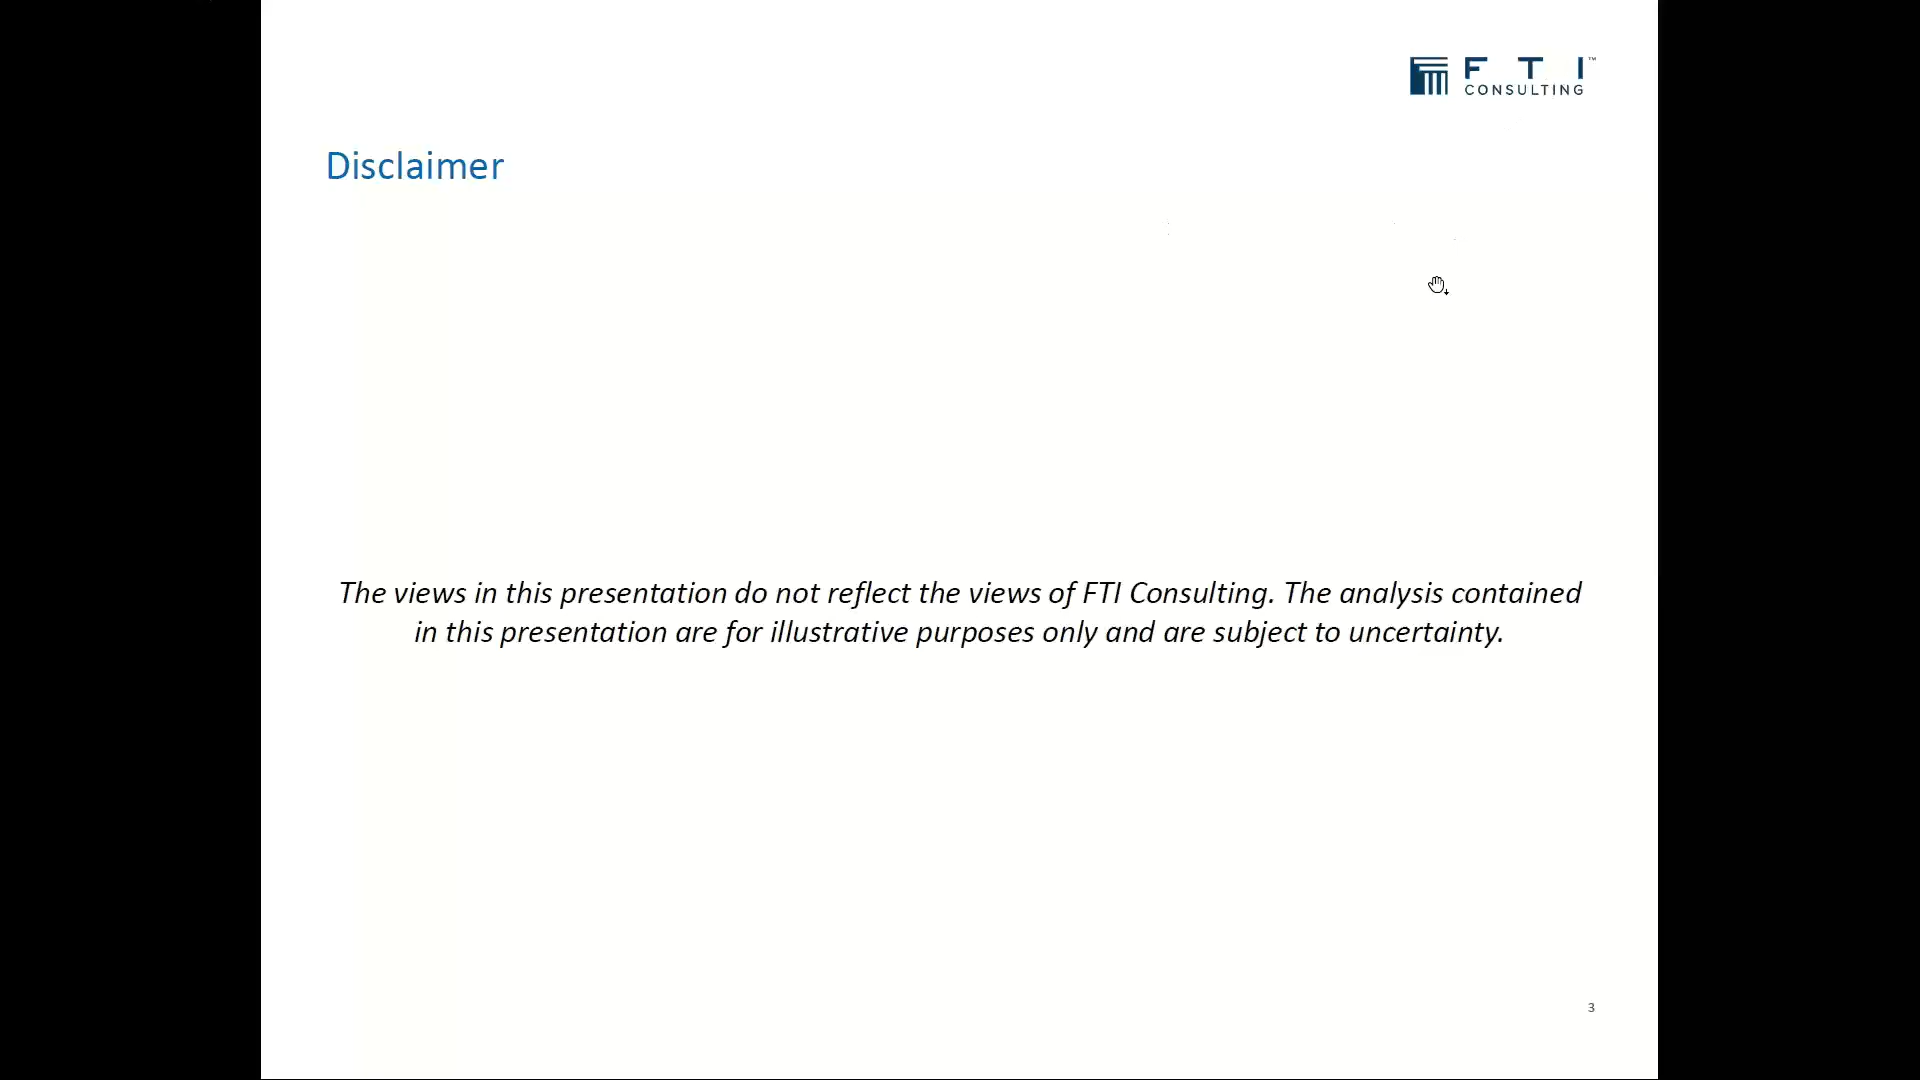 F T I™
CONSULTING
Disclaimer
The views in this presentation do not reflect the views of FTI Consulting. The analysis contained
in this presentation are for illustrative purposes only and are subject to uncertainty.
3